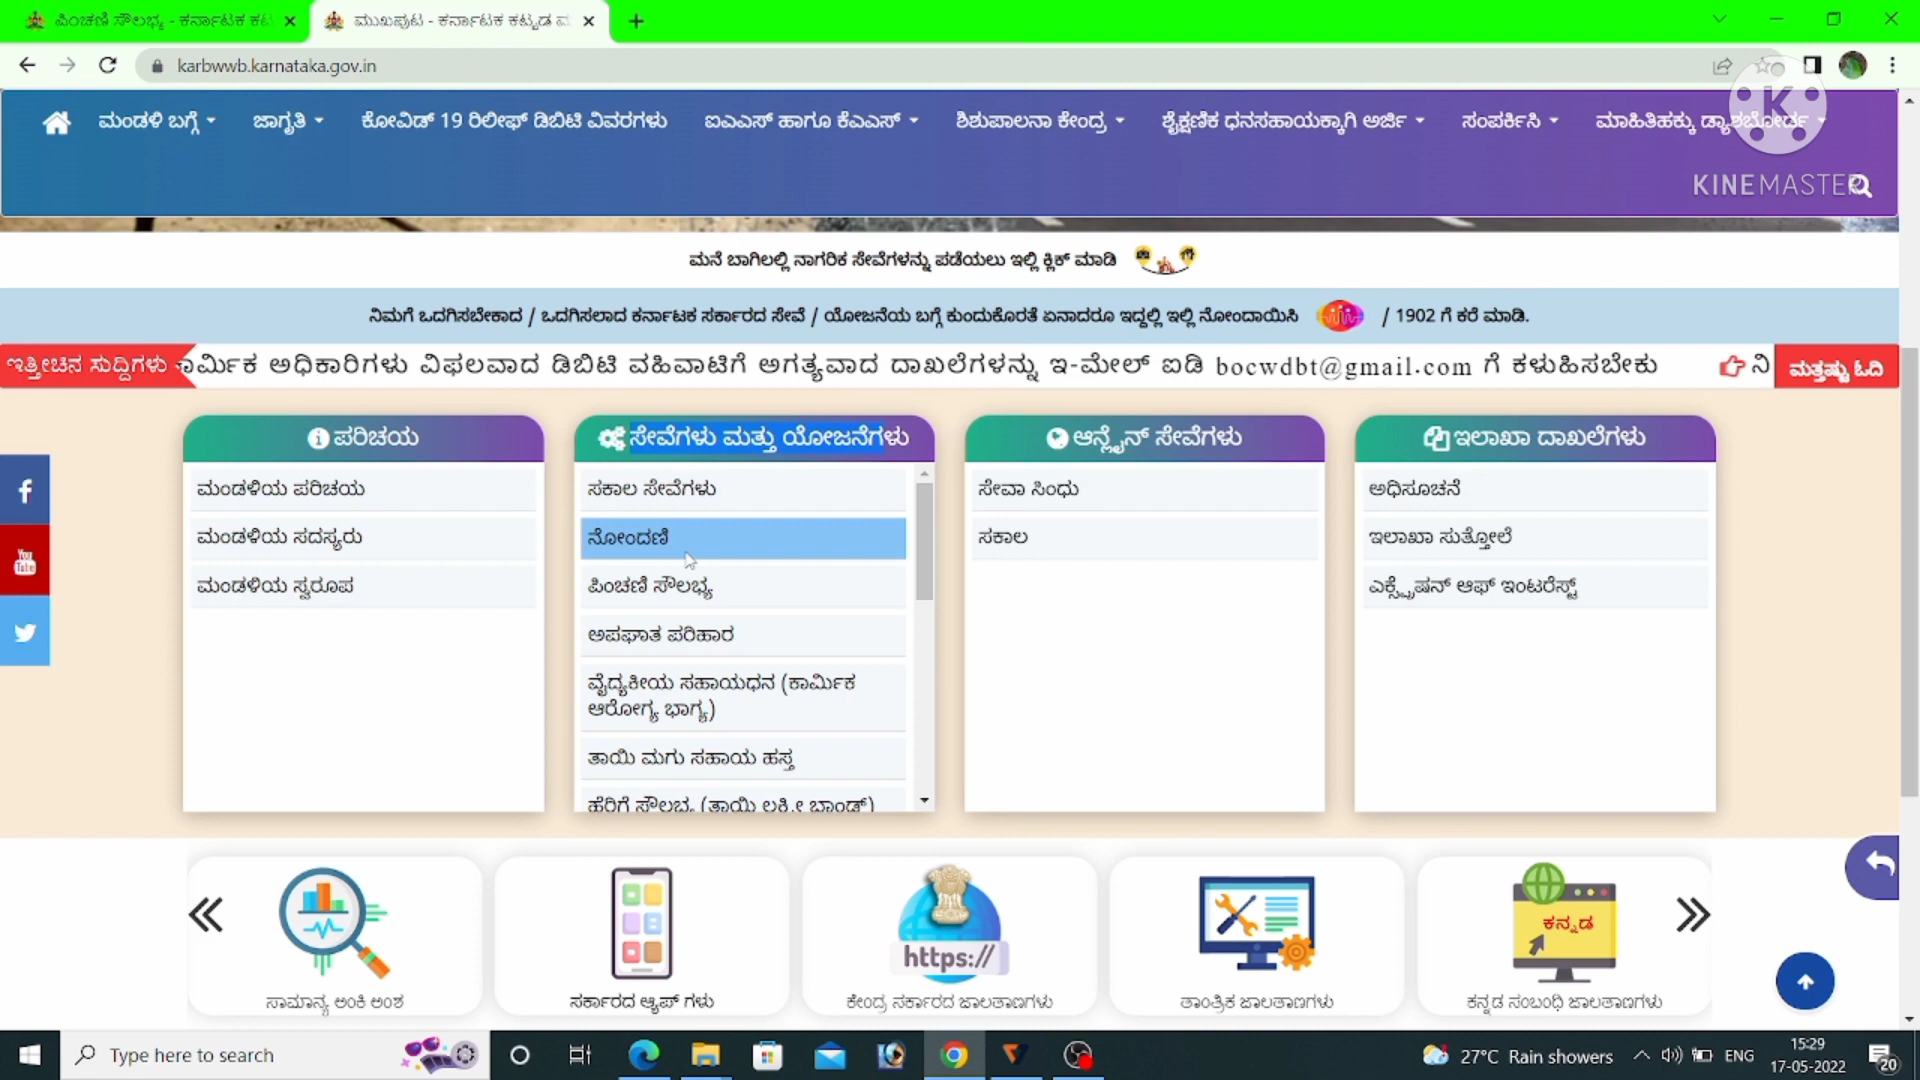 ಪಿಂಚಣಿ ಸೌಲಭ್ಯ - ಕರ್ನಾಟಕ ಕಟ
ಮುಖಪುಟ - ಕರ್ನಾಟಕ ಕಟ್ಟಡ ಮ
karbwwb.karnataka.gov.in
ಮಂಡಳಿ ಬಗ್ಗೆ
ಜಾಗೃತಿ
ಕೋವಿಡ್ 19 ರಿಲೀಫ್ ಡಿಬಿಟಿ ವಿವರಗಳು
ಐಎಎಸ್ ಹಾಗೂ ಕೆಎಎಸ್
ಶಿಶುಪಾಲನಾ ಕೇಂದ್ರ
ಶೈಕ್ಷಣಿಕ ಧನಸಹಾಯಕ್ಕಾಗಿ ಅರ್ಜಿ
ಸಂಪರ್ಕಿಸಿ
ಮಾಹಿತಿಹಕ್ಕು ಡ್ಯಾಶಬೋರ್ಡ
K
KINEMASTER
ಮನೆ ಬಾಗಿಲಲ್ಲಿ ನಾಗರಿಕ ಸೇವೆಗಳನ್ನು ಪಡೆಯಲು ಇಲ್ಲಿ ಕ್ಲಿಕ್ ಮಾಡಿ
ನಿಮಗೆ ಒದಗಿಸಬೇಕಾದ / ಒದಗಿಸಲಾದ ಕರ್ನಾಟಕ ಸರ್ಕಾರದ ಸೇವೆ / ಯೋಜನೆಯ ಬಗ್ಗೆ ಕುಂದುಕೊರತೆ ಏನಾದರೂ ಇದ್ದಲ್ಲಿ ಇಲ್ಲಿ ನೋಂದಾಯಿಸಿ / 1902 ಗೆ ಕರೆ ಮಾಡಿ.
ಇತ್ತೀಚಿನ ಸುದ್ದಿಗಳು
ಾರ್ಮಿಕ ಅಧಿಕಾರಿಗಳು ವಿಫಲವಾದ ಡಿಬಿಟಿ ವಹಿವಾಟಿಗೆ ಅಗತ್ಯವಾದ ದಾಖಲೆಗಳನ್ನು ಇ-ಮೇಲ್ ಐಡಿ bocwdbt@gmail.com ಗೆ ಕಳುಹಿಸಬೇಕು
ನಿ
ಮತ್ತಷ್ಟು ಓದಿ
ಪರಿಚಯ
ಮಂಡಳಿಯ ಪರಿಚಯ
ಮಂಡಳಿಯ ಸದಸ್ಯರು
ಮಂಡಳಿಯ ಸ್ವರೂಪ
ಸೇವೆಗಳು ಮತ್ತು ಯೋಜನೆಗಳು
ಸಕಾಲ ಸೇವೆಗಳು
ನೋಂದಣಿ
ಪಿಂಚಣಿ ಸೌಲಭ್ಯ
ಅಪಘಾತ ಪರಿಹಾರ
ವೈದ್ಯಕೀಯ ಸಹಾಯಧನ (ಕಾರ್ಮಿಕ
ಆರೋಗ್ಯ ಭಾಗ್ಯ)
ತಾಯಿ ಮಗು ಸಹಾಯ ಹಸ್ತ
ಹೆರಿಗೆ ಸೌಲಭ್ಯ (ತಾಯಿ ಲಕ್ಷ್ಮೀ ಬಾಂಡ್)
ಆನ್ಲೈನ್ ಸೇವೆಗಳು
ಸೇವಾ ಸಿಂಧು
ಸಕಾಲ
ಇಲಾಖಾ ದಾಖಲೆಗಳು
ಅಧಿಸೂಚನೆ
ಇಲಾಖಾ ಸುತ್ತೋಲೆ
ಎಕ್ಸ್ಪ್ರೆಷನ್ ಆಫ್ ಇಂಟರೆಸ್ಟ್
You
Tube
ಸಾಮಾನ್ಯ ಅಂಕಿ ಅಂಶ
ಸರ್ಕಾರದ ಆ್ಯಪ್ ಗಳು
https://
ಕೇಂದ್ರ ಸರ್ಕಾರದ ಜಾಲತಾಣಗಳು
ತಾಂತ್ರಿಕ ಜಾಲತಾಣಗಳು
ಕನ್ನಡ
ಕನ್ನಡ ಸಂಬಂಧಿ ಜಾಲತಾಣಗಳು
Type here to search
27°C Rain showers
ENG
15:29
17-05-2022
20